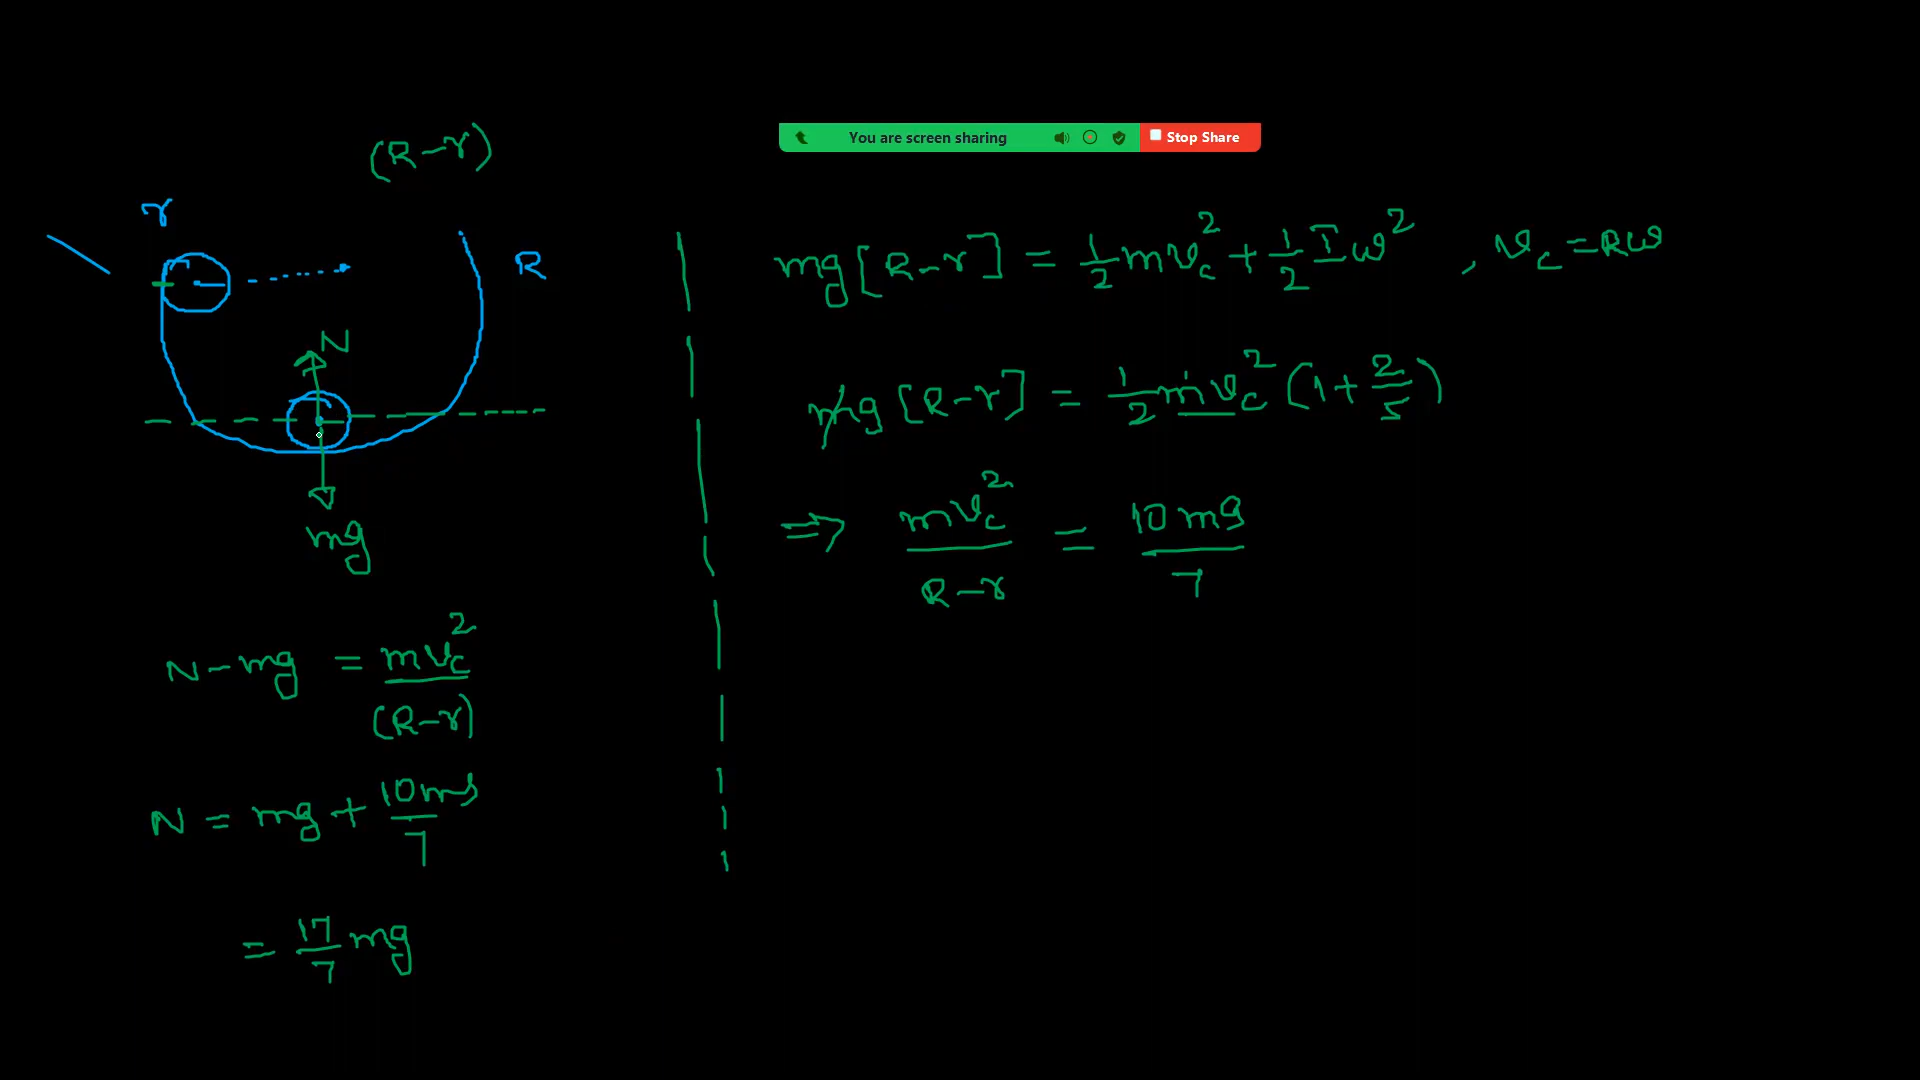 You are screen sharing Stop Share
(R-r)
r
R
N
mg
N-mg = mv_c^2/(R-r)
N = mg + 10mg/7
= 17/7 mg
mg[R-r] = 1/2 mv_c^2 + 1/2 Iω^2 , v_c = Rω
mg[R-r] = 1/2 mv_c^2 (1 + 2/5)
⇒ mv_c^2/R-r = 10mg/7